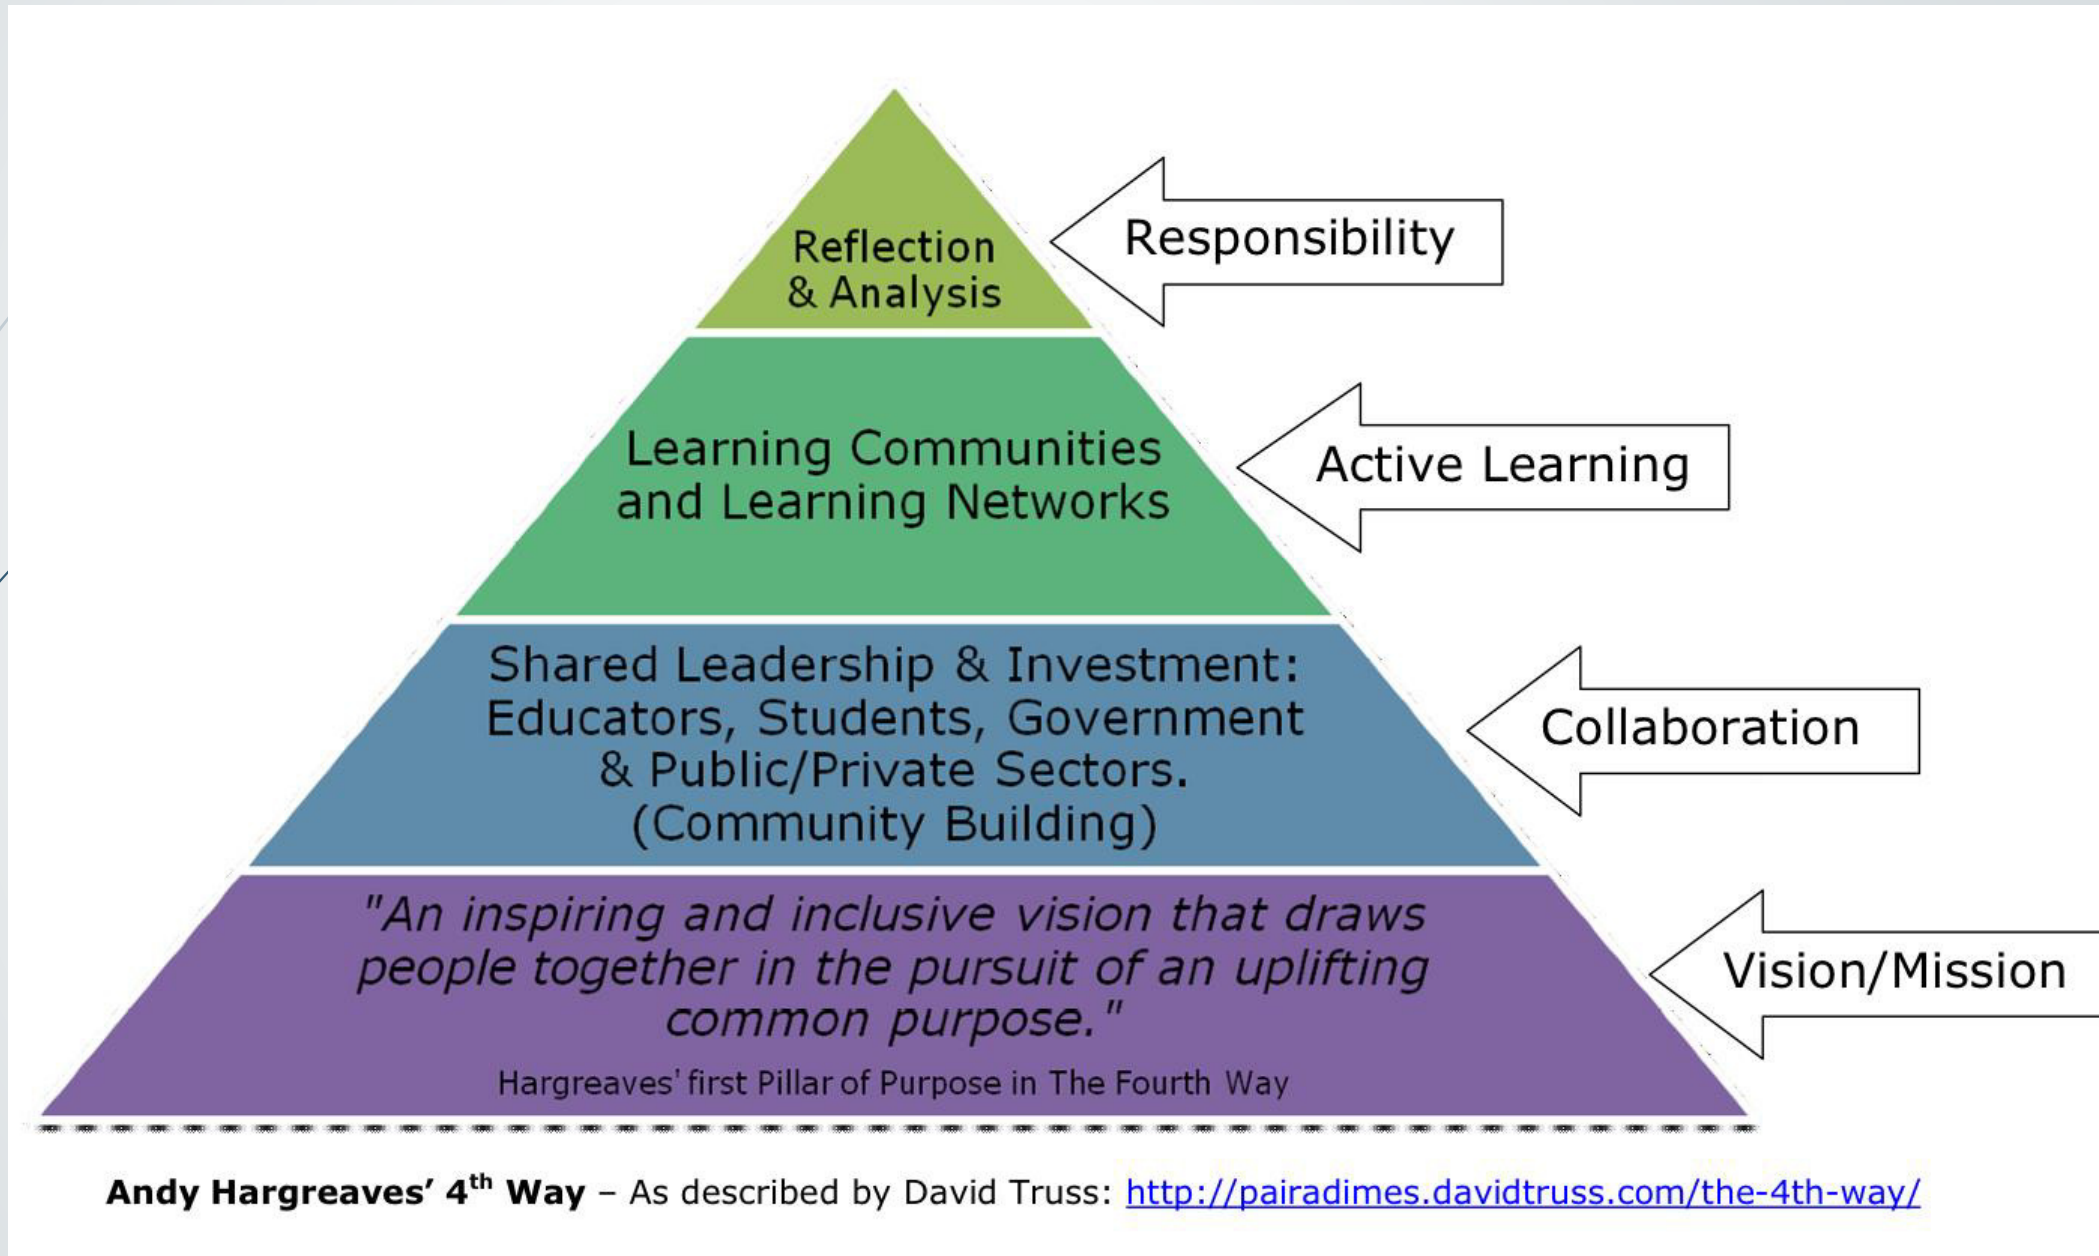 Reflection
& Analysis
Responsibility
Learning Communities
and Learning Networks
Active Learning
Shared Leadership & Investment:
Educators, Students, Government
& Public/Private Sectors.
(Community Building)
Collaboration
"An inspiring and inclusive vision that draws
people together in the pursuit of an uplifting
common purpose."
Hargreaves' first Pillar of Purpose in The Fourth Way
Vision/Mission
Andy Hargreaves’ 4th Way – As described by David Truss: http://pairadimes.davidtruss.com/the-4th-way/